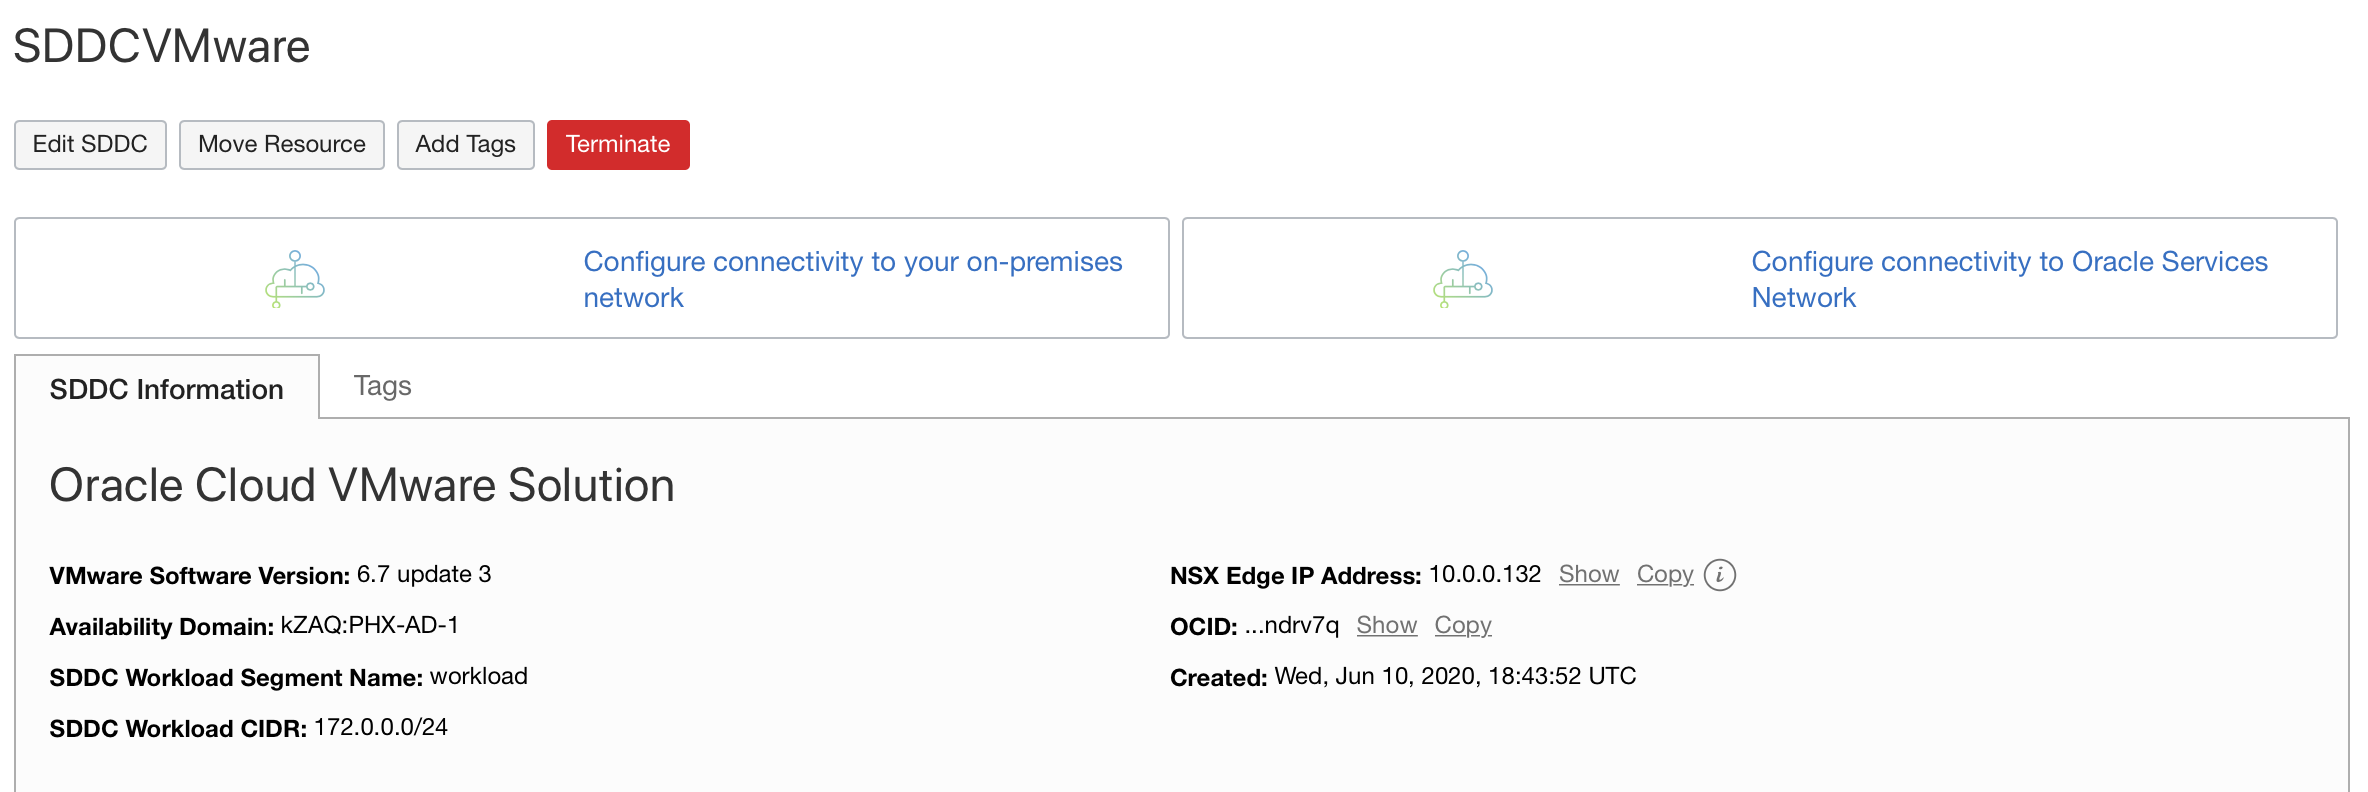 SDDCVMware
Edit SDDC Move Resource Add Tags Terminate
Configure connectivity to your on-premises
network
Configure connectivity to Oracle Services
Network
SDDC Information Tags
Oracle Cloud VMware Solution
VMware Software Version: 6.7 update 3
Availability Domain: kZAQ:PHX-AD-1
SDDC Workload Segment Name: workload
SDDC Workload CIDR: 172.0.0.0/24
NSX Edge IP Address: 10.0.0.132 Show Copy i
OCID: ...ndrv7q Show Copy
Created: Wed, Jun 10, 2020, 18:43:52 UTC